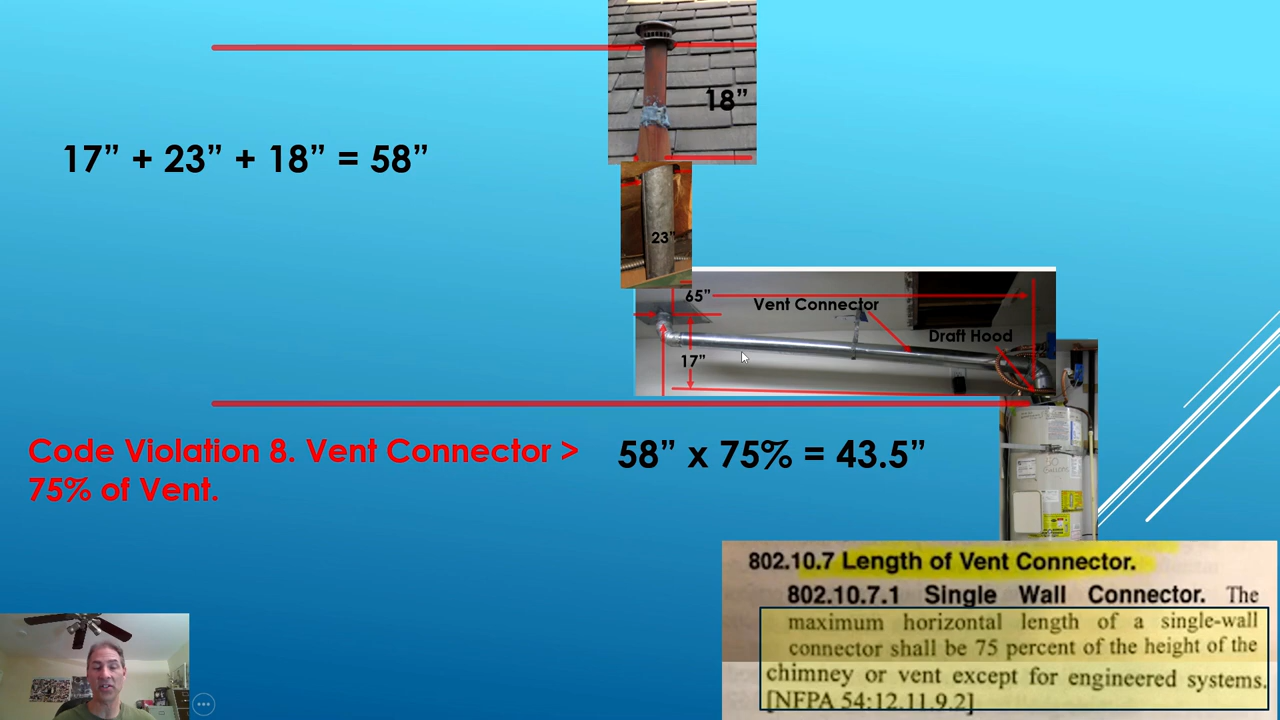 18”
17” + 23” + 18” = 58”
23”
65”
Vent Connector
Draft Hood
17”
Code Violation 8. Vent Connector >
75% of Vent.
58” x 75% = 43.5”
802.10.7 Length of Vent Connector.
802.10.7.1 Single Wall Connector. The
maximum horizontal length of a single-wall
connector shall be 75 percent of the height of the
chimney or vent except for engineered systems.
[NFPA 54:12.11.9.2]